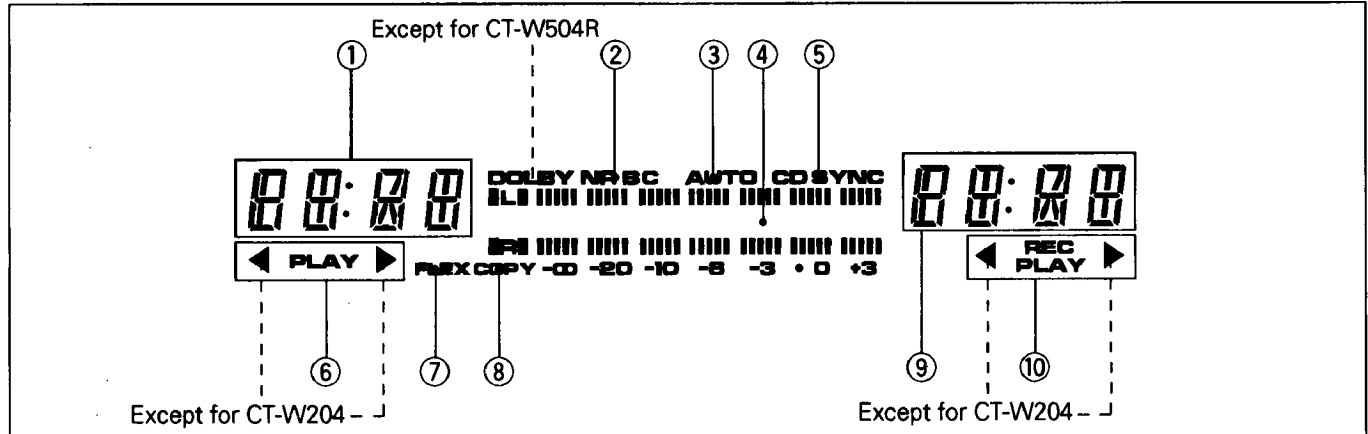 Except for CT-W504R
① ② ③ ④ ⑤
DOLBY NR BC AUTO CD SYNC
L
R
◀ PLAY ▶
FLEX COPY -∞ -20 -10 -6 -3 • 0 +3
◀ REC PLAY ▶
⑥ ⑦ ⑧ ⑨ ⑩
Except for CT-W204
Except for CT-W204